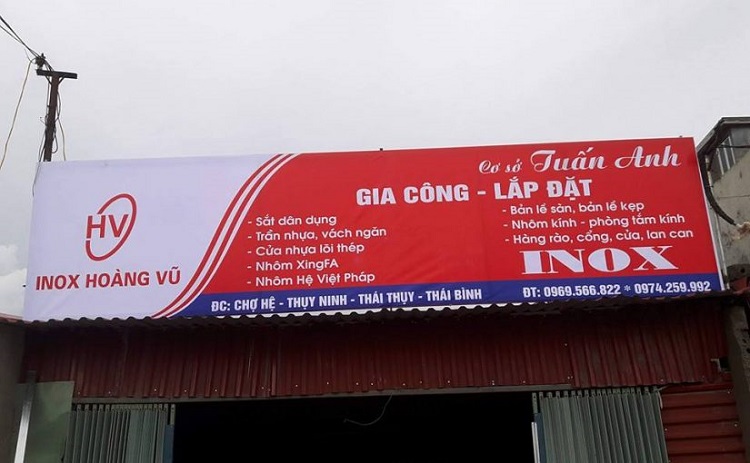 HV
INOX HOÀNG VŨ
Cơ sở Tuấn Anh
GIA CÔNG - LẮP ĐẶT
- Sắt dân dụng
- Trần nhựa, vách ngăn
- Cửa nhựa lõi thép
- Nhôm XingFA
- Nhôm Hệ Việt Pháp
- Bản lề sàn, bản lề kẹp
- Nhôm kính - phòng tắm kính
- Hàng rào, cổng, cửa, lan can
INOX
ĐC: CHỢ HỆ - THỤY NINH - THÁI THỤY - THÁI BÌNH
ĐT: 0969.566.822 * 0974.259.992